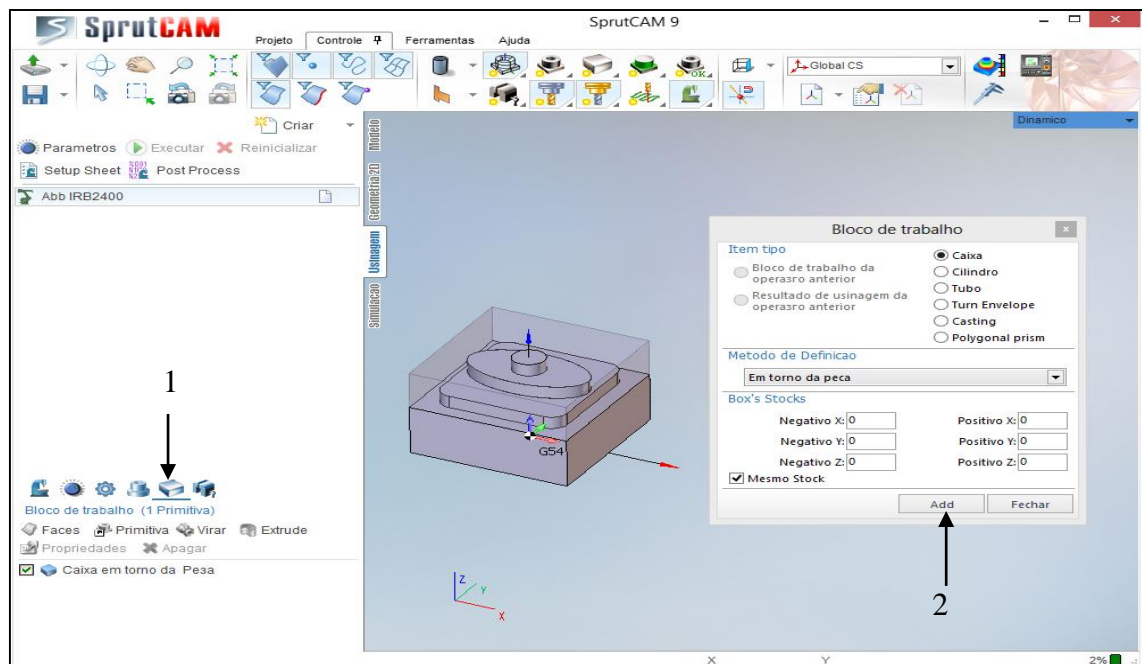 SprutCAM
SprutCAM 9
Projeto Controle Ferramentas Ajuda
OK
Global CS
Criar
Parametros Executar Reinicializar
Setup Sheet Post Process
Abb IRB2400
Modelo
Geometria 2D
Usinagem
simulacao
Dinamico
Bloco de trabalho
Item tipo
Bloco de trabalho da
operasro anterior
Resultado de usinagem da
operasro anterior
Caixa
Cilindro
Tubo
Turn Envelope
Casting
Polygonal prism
Metodo de Definicao
Em torno da peca
Box's Stocks
Negativo X: 0 Positivo X: 0
Negativo Y: 0 Positivo Y: 0
Negativo Z: 0 Positivo Z: 0
Mesmo Stock
Add Fechar
1
2
G54
Bloco de trabalho (1 Primitiva)
Faces Primitiva Virar Extrude
Propriedades Apagar
Caixa em torno da Pesa
Z
Y
X
X Y 2%